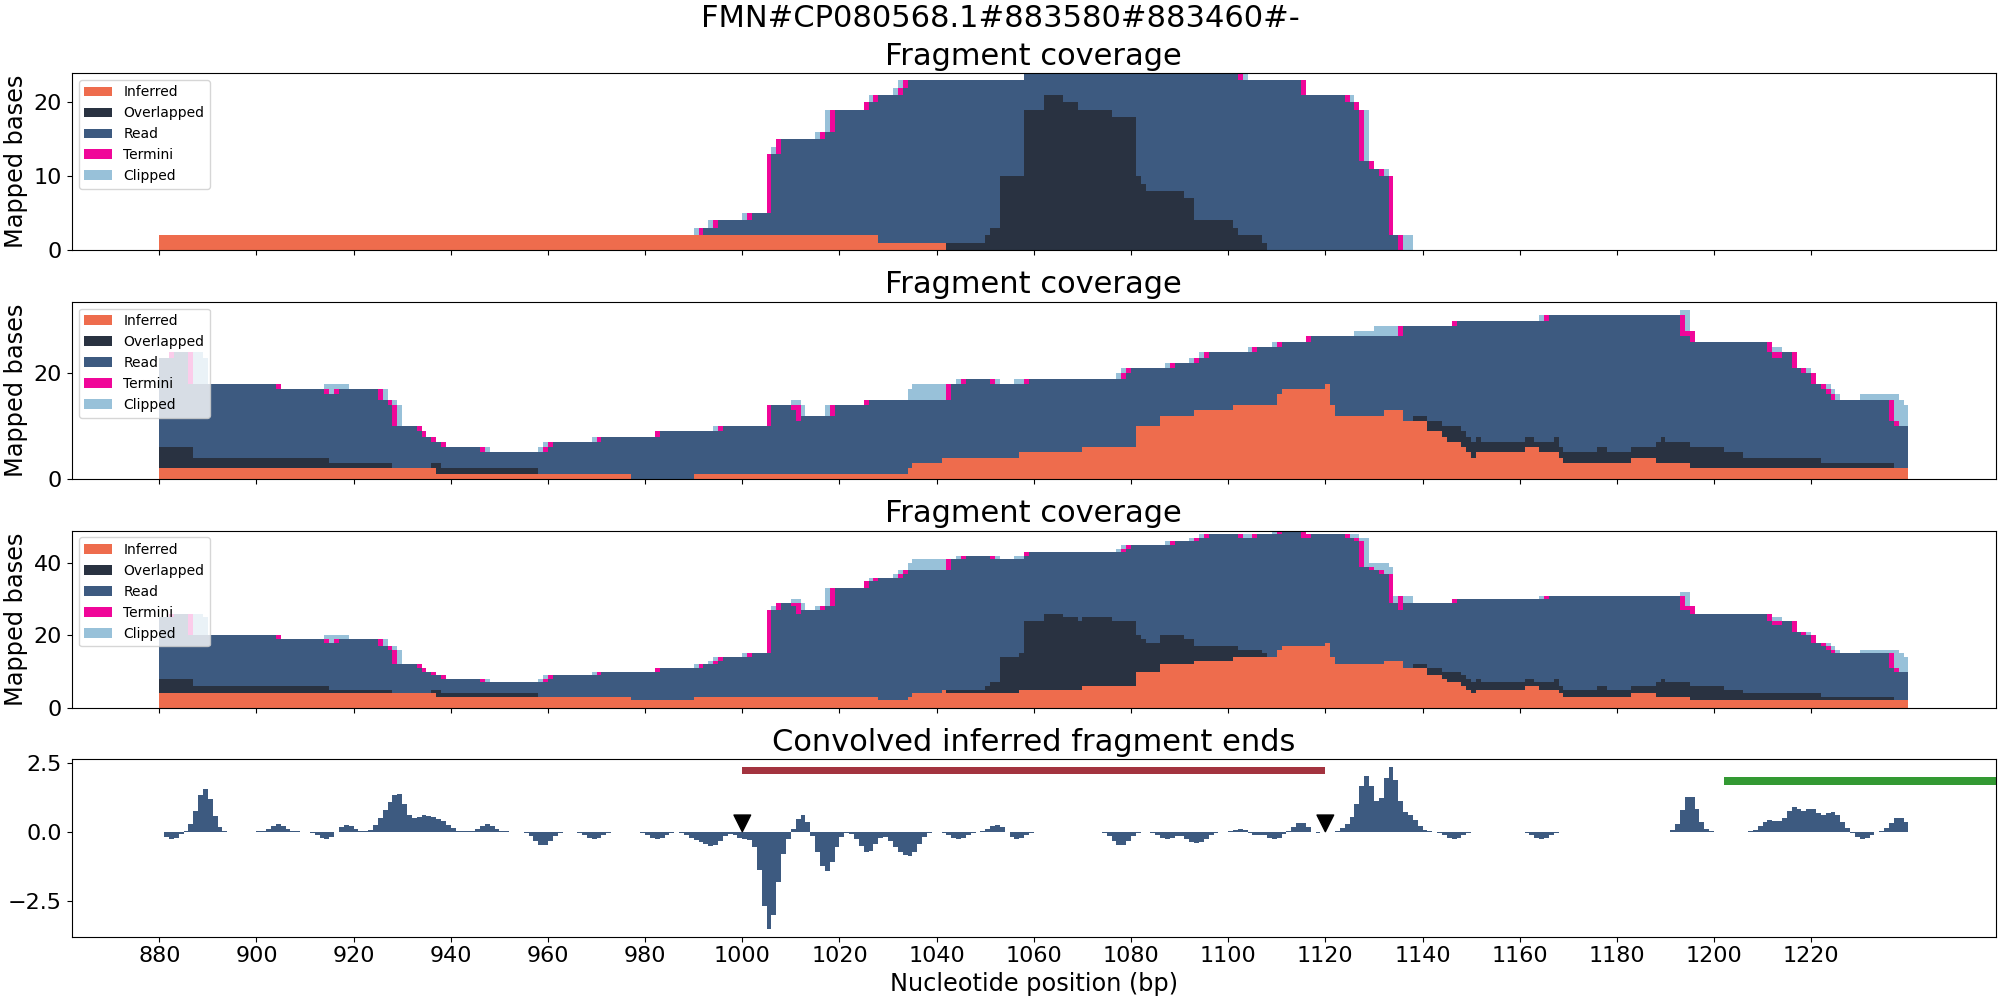 FMN#CP080568.1#883580#883460#-
Fragment coverage
Mapped bases
20
10
0
Inferred
Overlapped
Read
Termini
Clipped
Fragment coverage
Mapped bases
20
0
Inferred
Overlapped
Read
Termini
Clipped
Fragment coverage
Mapped bases
40
20
0
Inferred
Overlapped
Read
Termini
Clipped
Convolved inferred fragment ends
2.5
0.0
−2.5
880 900 920 940 960 980 1000 1020 1040 1060 1080 1100 1120 1140 1160 1180 1200 1220
Nucleotide position (bp)